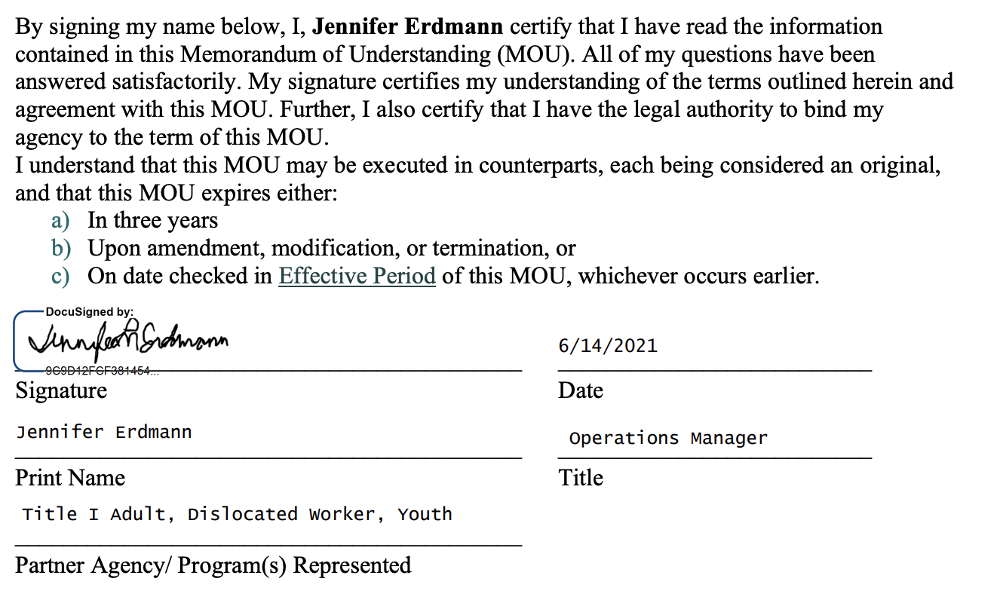 By signing my name below, I, Jennifer Erdmann certify that I have read the information
contained in this Memorandum of Understanding (MOU). All of my questions have been
answered satisfactorily. My signature certifies my understanding of the terms outlined herein and
agreement with this MOU. Further, I also certify that I have the legal authority to bind my
agency to the term of this MOU.
I understand that this MOU may be executed in counterparts, each being considered an original,
and that this MOU expires either:
a) In three years
b) Upon amendment, modification, or termination, or
c) On date checked in Effective Period of this MOU, whichever occurs earlier.
DocuSigned by:
Jennifer R Erdmann
6/14/2021
9C9D12FCF381454...
Signature
Date
Jennifer Erdmann
Operations Manager
Print Name
Title
Title I Adult, Dislocated Worker, Youth
Partner Agency/ Program(s) Represented